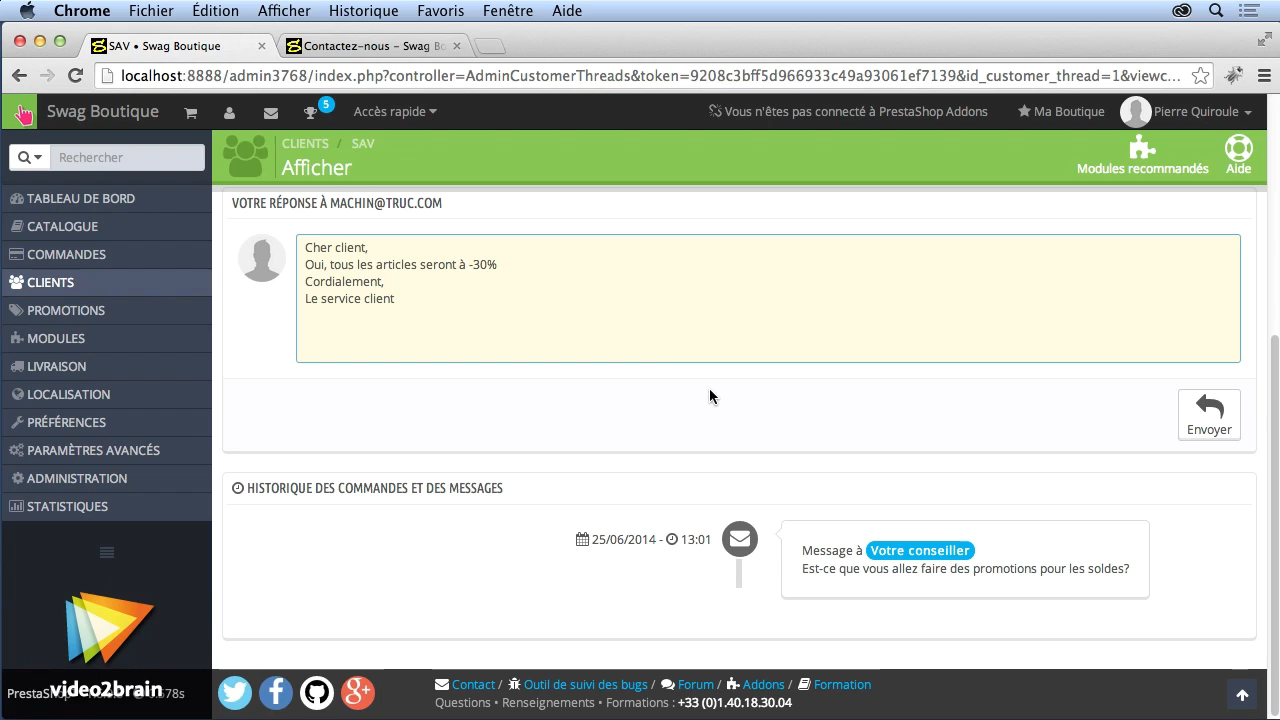 Chrome Fichier Édition Afficher Historique Favoris Fenêtre Aide
SAV • Swag Boutique
Contactez-nous – Swag Bo
localhost:8888/admin3768/index.php?controller=AdminCustomerThreads&token=9208c3bff5d966933c49a93061ef7139&id_customer_thread=1&viewc...
Swag Boutique
5
Accès rapide
Vous n'êtes pas connecté à PrestaShop Addons
Ma Boutique
Pierre Quiroule
Rechercher
CLIENTS / SAV
Afficher
Modules recommandés
Aide
TABLEAU DE BORD
CATALOGUE
COMMANDES
CLIENTS
PROMOTIONS
MODULES
LIVRAISON
LOCALISATION
PRÉFÉRENCES
PARAMÈTRES AVANCÉS
ADMINISTRATION
STATISTIQUES
VOTRE RÉPONSE À MACHIN@TRUC.COM
Cher client,
Oui, tous les articles seront à -30%
Cordialement,
Le service client
Envoyer
HISTORIQUE DES COMMANDES ET DES MESSAGES
25/06/2014 - 13:01
Message à Votre conseiller
Est-ce que vous allez faire des promotions pour les soldes?
video2brain
Contact / Outil de suivi des bugs / Forum / Addons / Formation
Questions • Renseignements • Formations : +33 (0)1.40.18.30.04